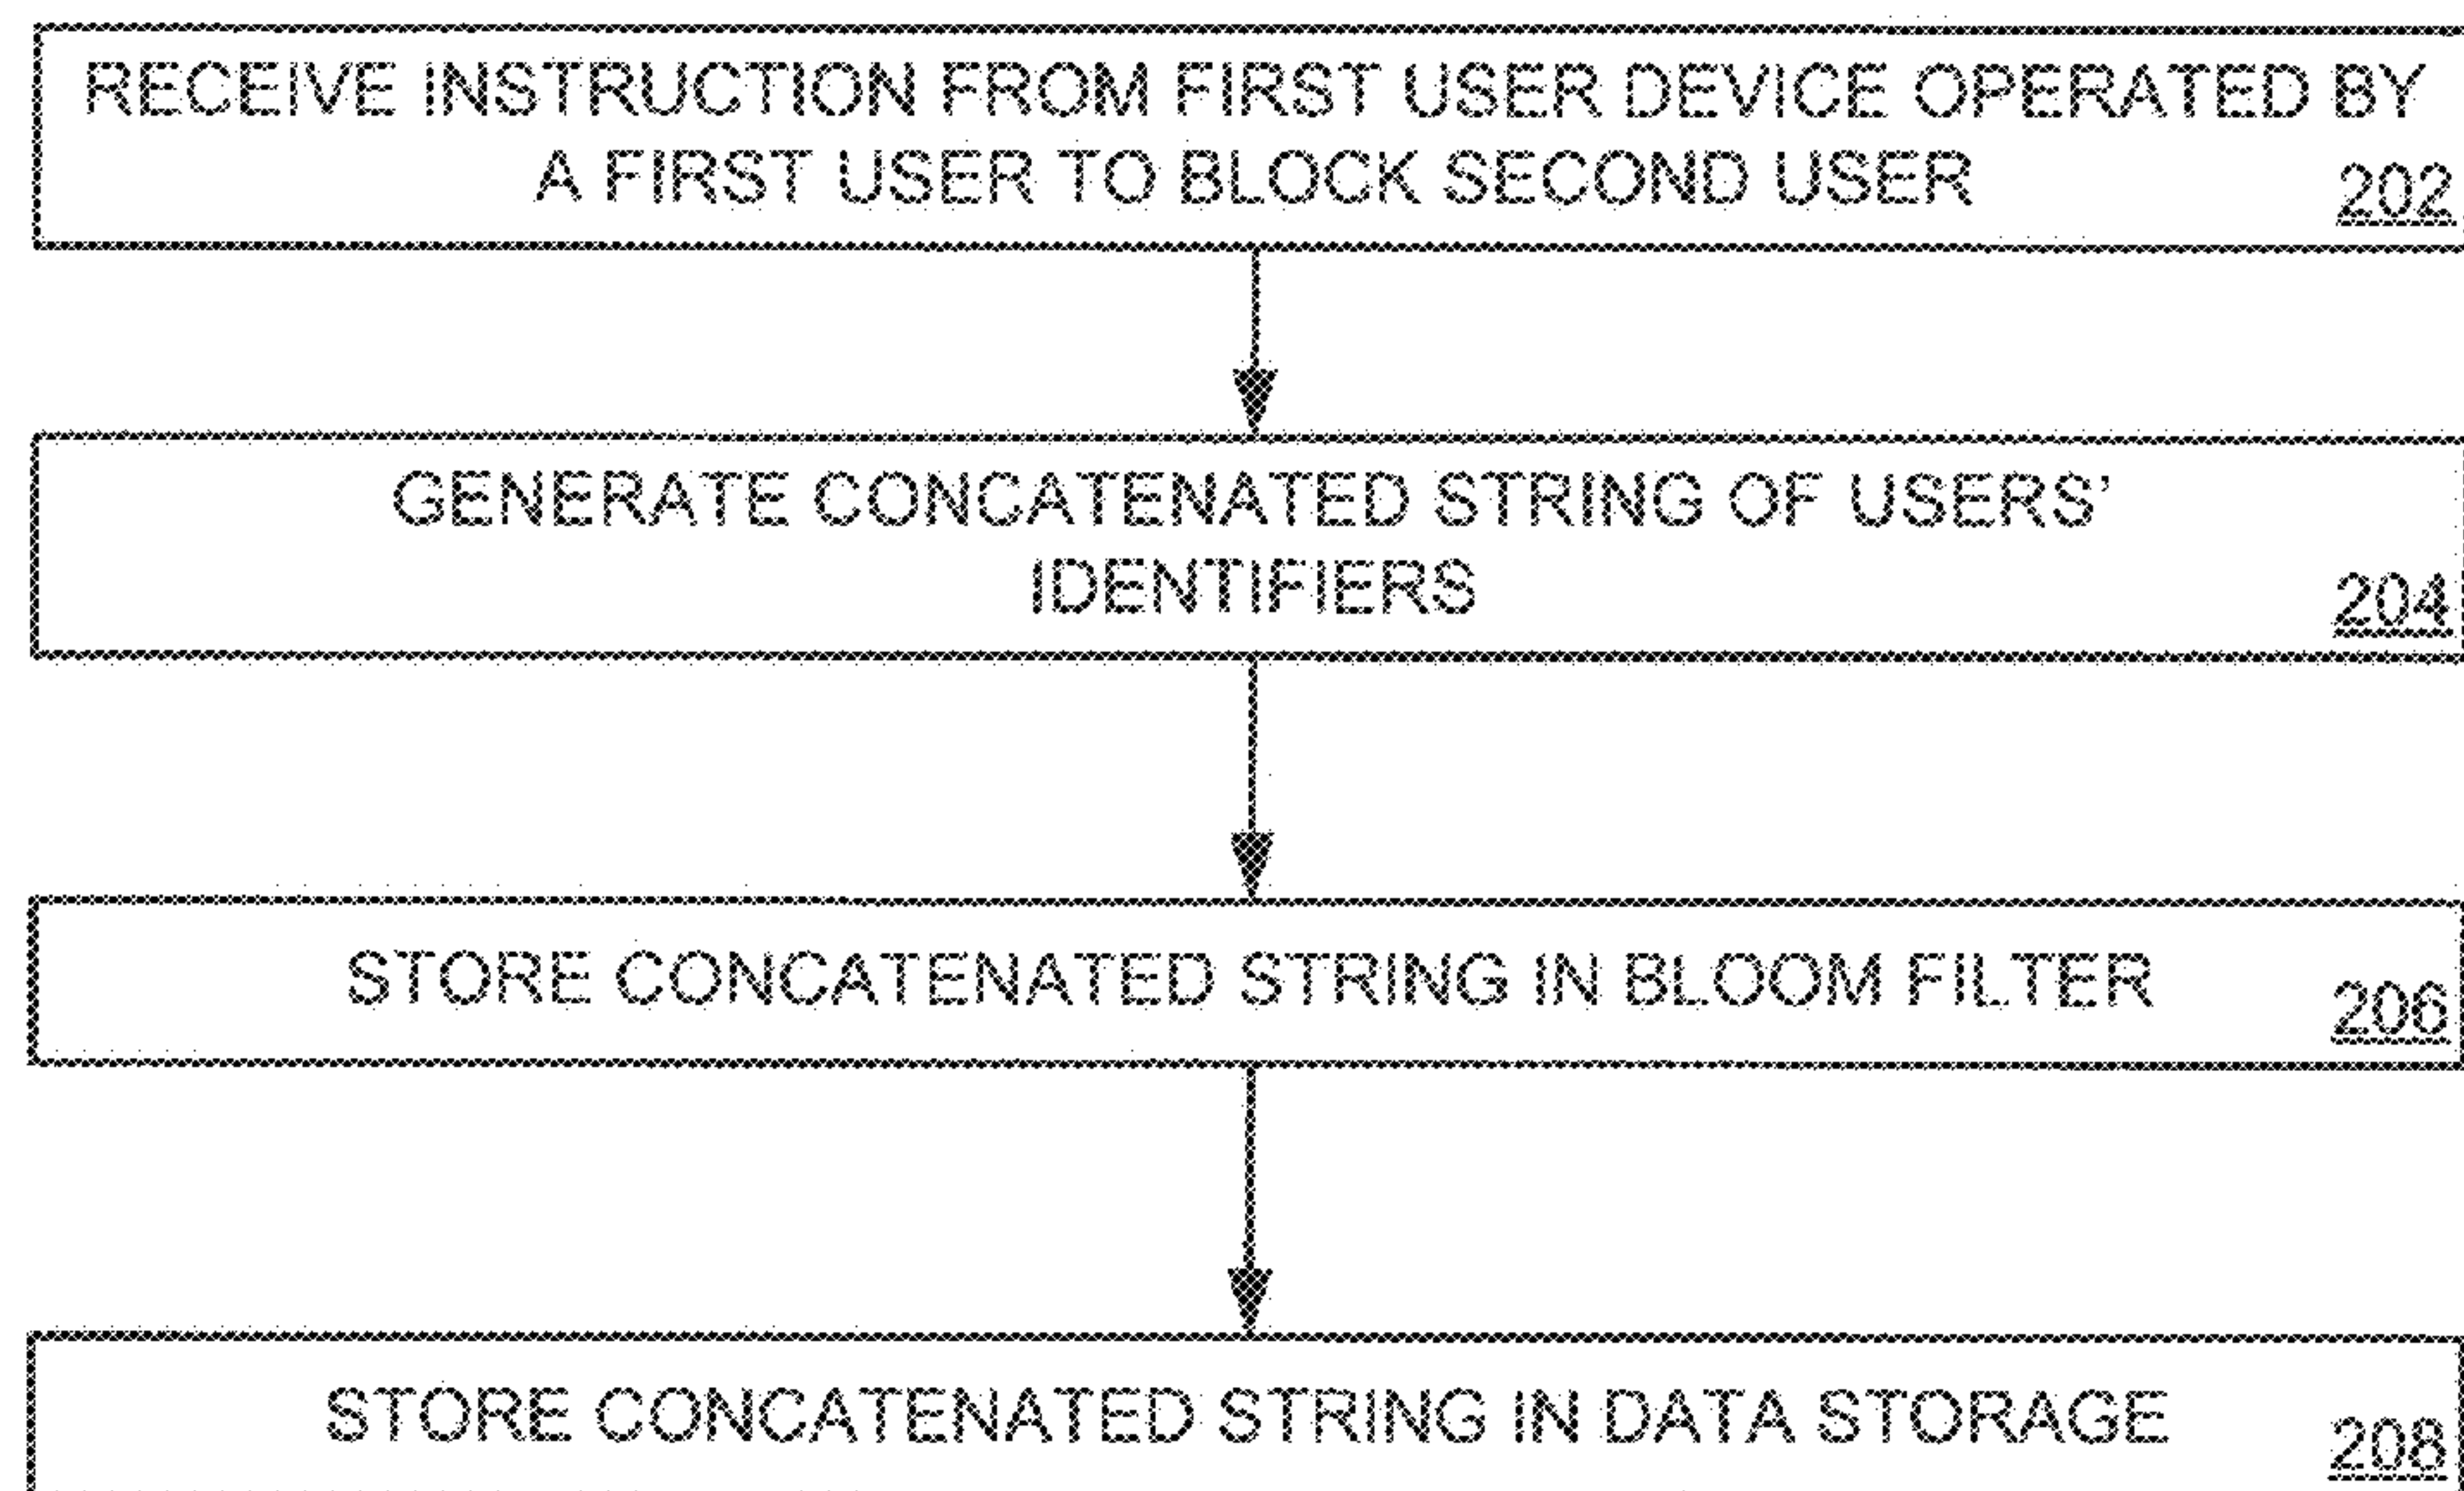 RECEIVE INSTRUCTION FROM FIRST USER DEVICE OPERATED BY
A FIRST USER TO BLOCK SECOND USER
202
GENERATE CONCATENATED STRING OF USERS'
IDENTIFIERS
204
STORE CONCATENATED STRING IN BLOOM FILTER
206
STORE CONCATENATED STRING IN DATA STORAGE
208